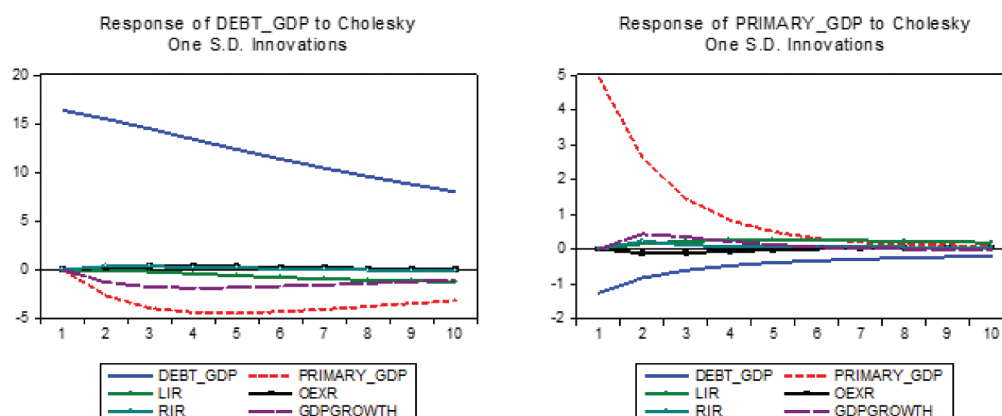 Response of DEBT_GDP to Cholesky
One S.D. Innovations
20
15
10
5
0
-5
1 2 3 4 5 6 7 8 9 10
DEBT_GDP PRIMARY_GDP
LIR OEXR
RIR GDPGROWTH
Response of PRIMARY_GDP to Cholesky
One S.D. Innovations
5
4
3
2
1
0
-1
-2
1 2 3 4 5 6 7 8 9 10
DEBT_GDP PRIMARY_GDP
LIR OEXR
RIR GDPGROWTH